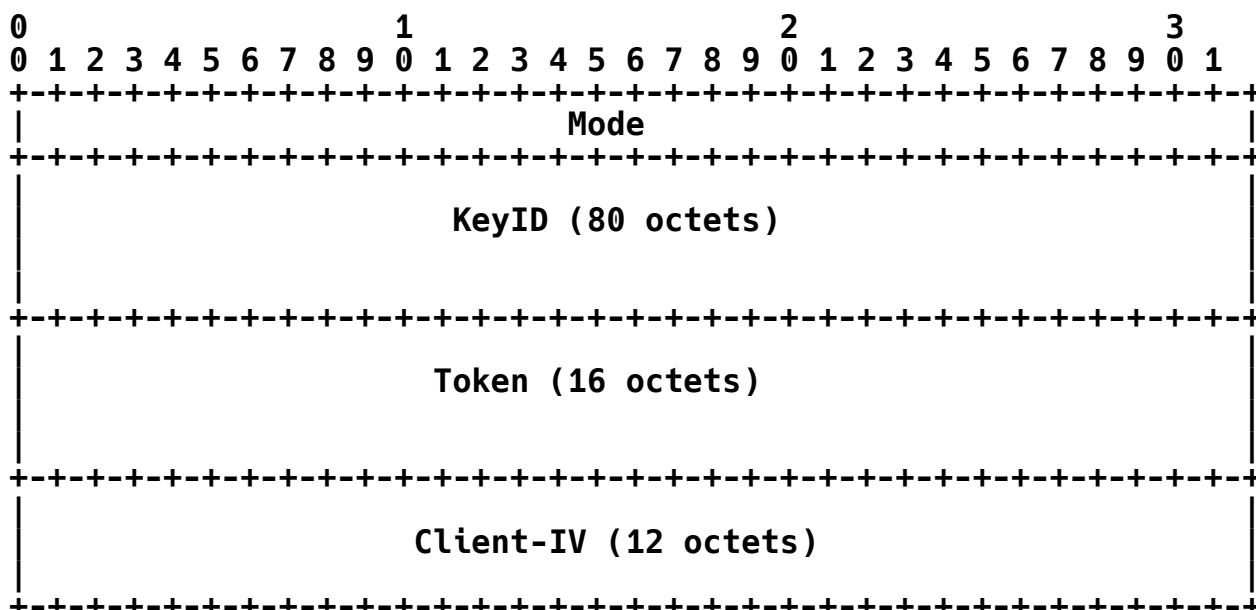 0                   1                   2                   3
0 1 2 3 4 5 6 7 8 9 0 1 2 3 4 5 6 7 8 9 0 1 2 3 4 5 6 7 8 9 0 1
+-+-+-+-+-+-+-+-+-+-+-+-+-+-+-+-+-+-+-+-+-+-+-+-+-+-+-+-+-+-+-+-+
|                            Mode                               |
+-+-+-+-+-+-+-+-+-+-+-+-+-+-+-+-+-+-+-+-+-+-+-+-+-+-+-+-+-+-+-+-+
|                                                               |
|                      KeyID (80 octets)                        |
|                                                               |
|                                                               |
+-+-+-+-+-+-+-+-+-+-+-+-+-+-+-+-+-+-+-+-+-+-+-+-+-+-+-+-+-+-+-+-+
|                                                               |
|                     Token (16 octets)                         |
|                                                               |
|                                                               |
+-+-+-+-+-+-+-+-+-+-+-+-+-+-+-+-+-+-+-+-+-+-+-+-+-+-+-+-+-+-+-+-+
|                                                               |
|                    Client-IV (12 octets)                      |
|                                                               |
+-+-+-+-+-+-+-+-+-+-+-+-+-+-+-+-+-+-+-+-+-+-+-+-+-+-+-+-+-+-+-+-+